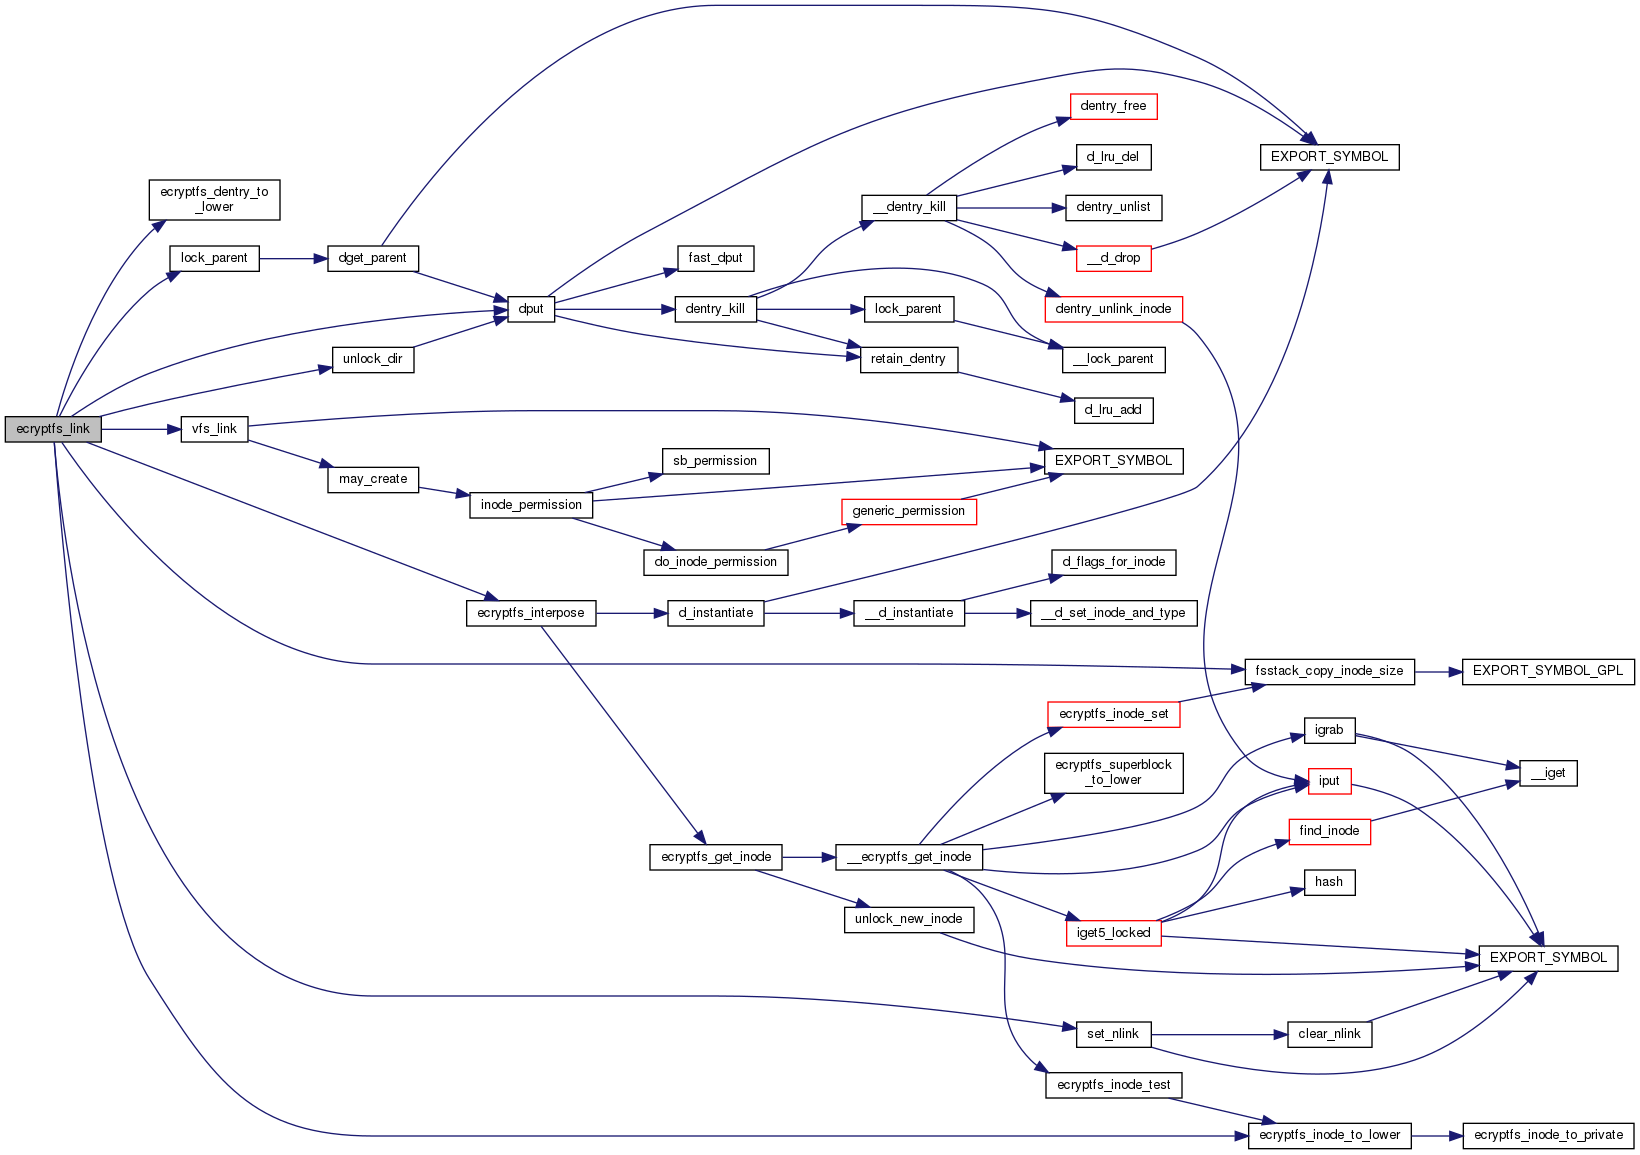 dentry_free
d_lru_del
EXPORT_SYMBOL
ecryptfs_dentry_to
_lower
__dentry_kill
dentry_unlist
lock_parent
dget_parent
fast_dput
__d_drop
dput
dentry_kill
lock_parent
dentry_unlink_inode
unlock_dir
retain_dentry
__lock_parent
d_lru_add
ecryptfs_link
vfs_link
sb_permission
EXPORT_SYMBOL
may_create
inode_permission
generic_permission
do_inode_permission
d_flags_for_inode
ecryptfs_interpose
d_instantiate
__d_instantiate
__d_set_inode_and_type
fsstack_copy_inode_size
EXPORT_SYMBOL_GPL
ecryptfs_inode_set
igrab
ecryptfs_superblock
_to_lower
iput
__iget
find_inode
ecryptfs_get_inode
__ecryptfs_get_inode
hash
unlock_new_inode
iget5_locked
EXPORT_SYMBOL
set_nlink
clear_nlink
ecryptfs_inode_test
ecryptfs_inode_to_lower
ecryptfs_inode_to_private